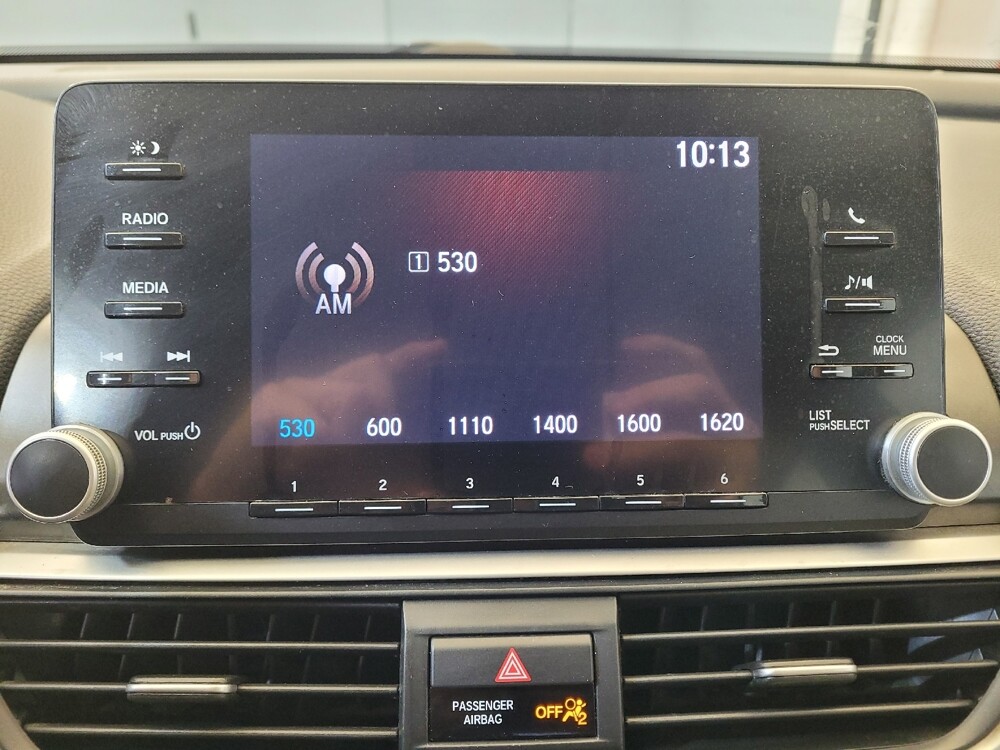 10:13
RADIO
MEDIA
1 530
AM
CLOCK
MENU
VOL PUSH
530 600 1110 1400 1600 1620
LIST
PUSH SELECT
1 2 3 4 5 6
PASSENGER
AIRBAG
OFF 2